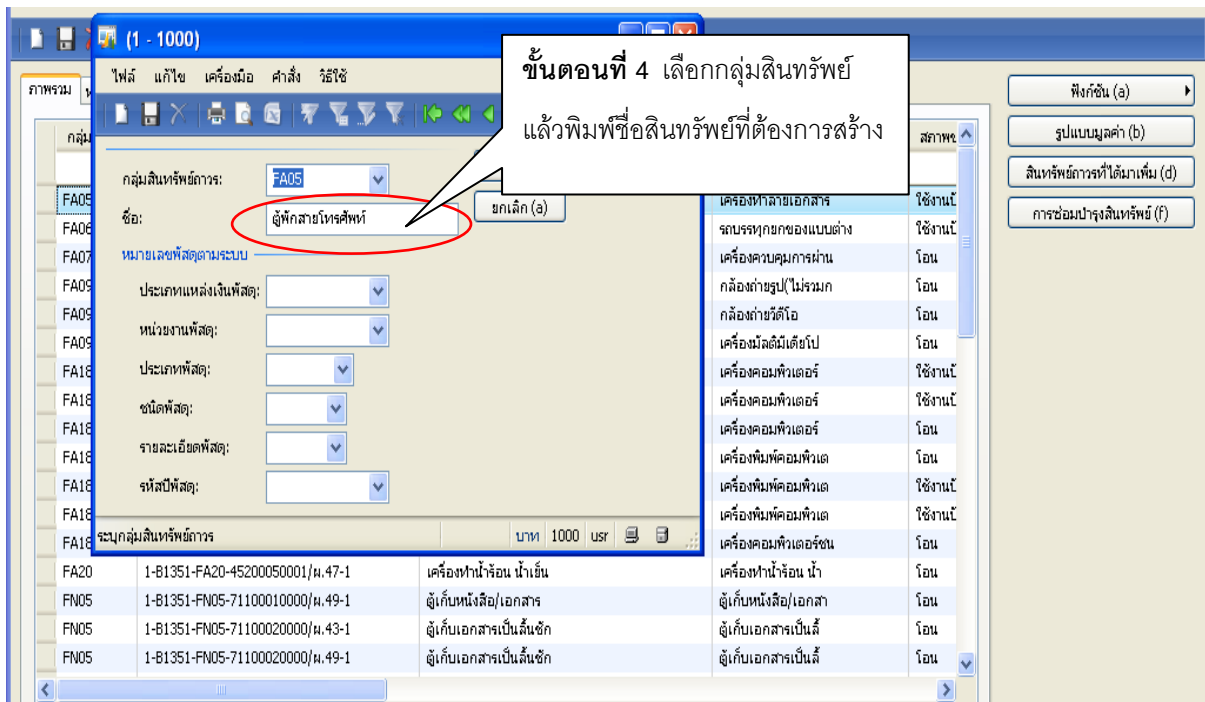 (1 - 1000)
ไฟล์ แก้ไข เครื่องมือ คำสั่ง วิธีใช้
ขั้นตอนที่ 4 เลือกกลุ่มสินทรัพย์
แล้วพิมพ์ชื่อสินทรัพย์ที่ต้องการสร้าง
ภาพรวม
ฟังก์ชัน (a)
รูปแบบมูลค่า (b)
สินทรัพย์ถาวรที่ได้มาเพิ่ม (d)
การซ่อมบำรุงสินทรัพย์ (f)
กลุ่ม
สภาพ
กลุ่มสินทรัพย์ถาวร: FA05
ชื่อ: ตู้พักสายโทรศัพท์
ยกเลิก (a)
หมายเลขพัสดุตามระบบ
ประเภทแหล่งเงินพัสดุ:
หน่วยงานพัสดุ:
ประเภทพัสดุ:
ชนิดพัสดุ:
รายละเอียดพัสดุ:
รหัสปีพัสดุ:
ระบุกลุ่มสินทรัพย์ถาวร บาท 1000 usr
FA05 เครื่องทำลายเอกสาร ใช้งานป
FA06 รถบรรทุกยกของแบบต่าง ใช้งานป
FA07 เครื่องควบคุมการผ่าน โอน
FA09 กล้องถ่ายรูป(ไม่รวมก โอน
FA09 กล้องถ่ายวีดีโอ โอน
FA09 เครื่องมัลติมีเดียโป โอน
FA18 เครื่องคอมพิวเตอร์ ใช้งานป
FA18 เครื่องคอมพิวเตอร์ ใช้งานป
FA18 เครื่องคอมพิวเตอร์ โอน
FA18 เครื่องพิมพ์คอมพิวเต โอน
FA18 เครื่องพิมพ์คอมพิวเต ใช้งานป
FA18 เครื่องพิมพ์คอมพิวเต ใช้งานป
FA18 เครื่องคอมพิวเตอร์ชน โอน
FA20 1-B1351-FA20-45200050001/ผ.47-1 เครื่องทำน้ำร้อน น้ำเย็น เครื่องทำน้ำร้อน น้ำ โอน
FN05 1-B1351-FN05-71100010000/ผ.49-1 ตู้เก็บหนังสือ/เอกสาร ตู้เก็บหนังสือ/เอกสา โอน
FN05 1-B1351-FN05-71100020000/ผ.43-1 ตู้เก็บเอกสารเป็นลิ้นชัก ตู้เก็บเอกสารเป็นลิ้ โอน
FN05 1-B1351-FN05-71100020000/ผ.49-1 ตู้เก็บเอกสารเป็นลิ้นชัก ตู้เก็บเอกสารเป็นลิ้ โอน